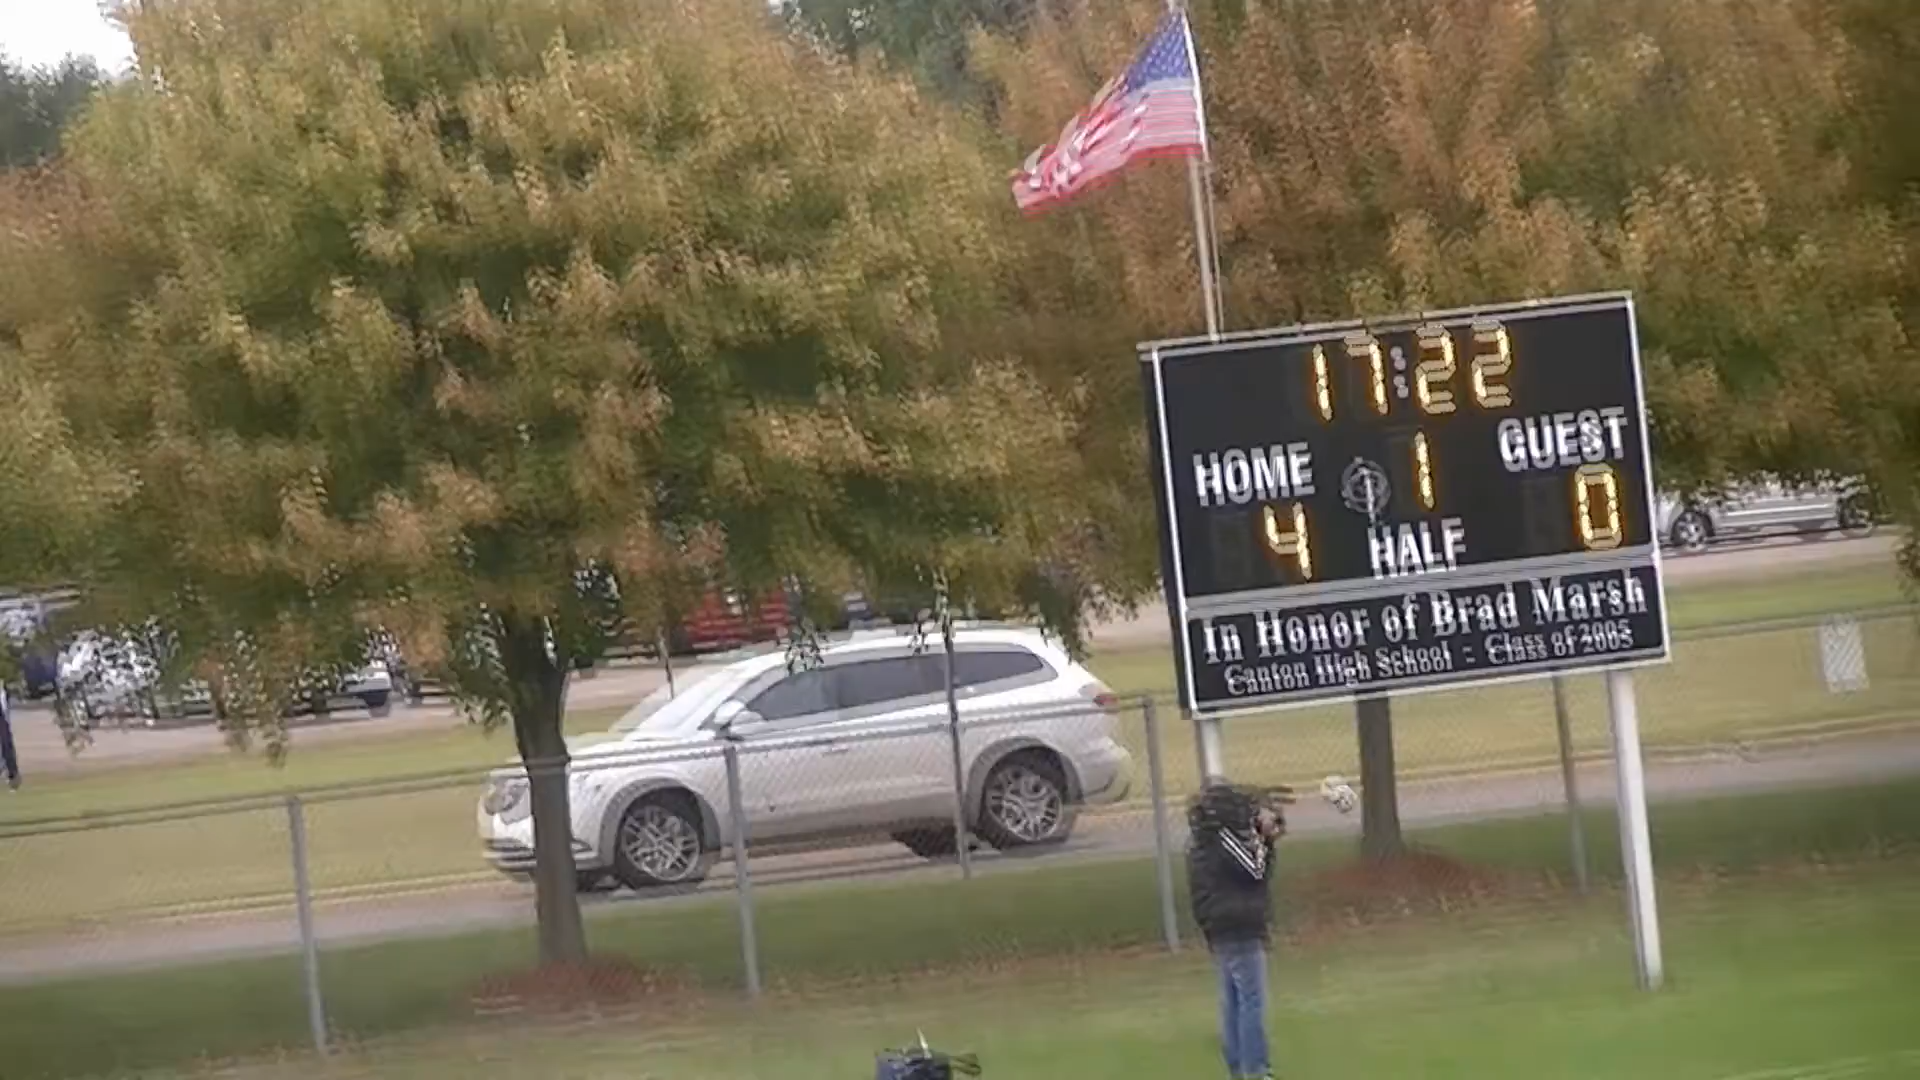 17:22
HOME 1 GUEST
4 HALF 0
In Honor of Brad Marsh
Canton High School - Class of 2005